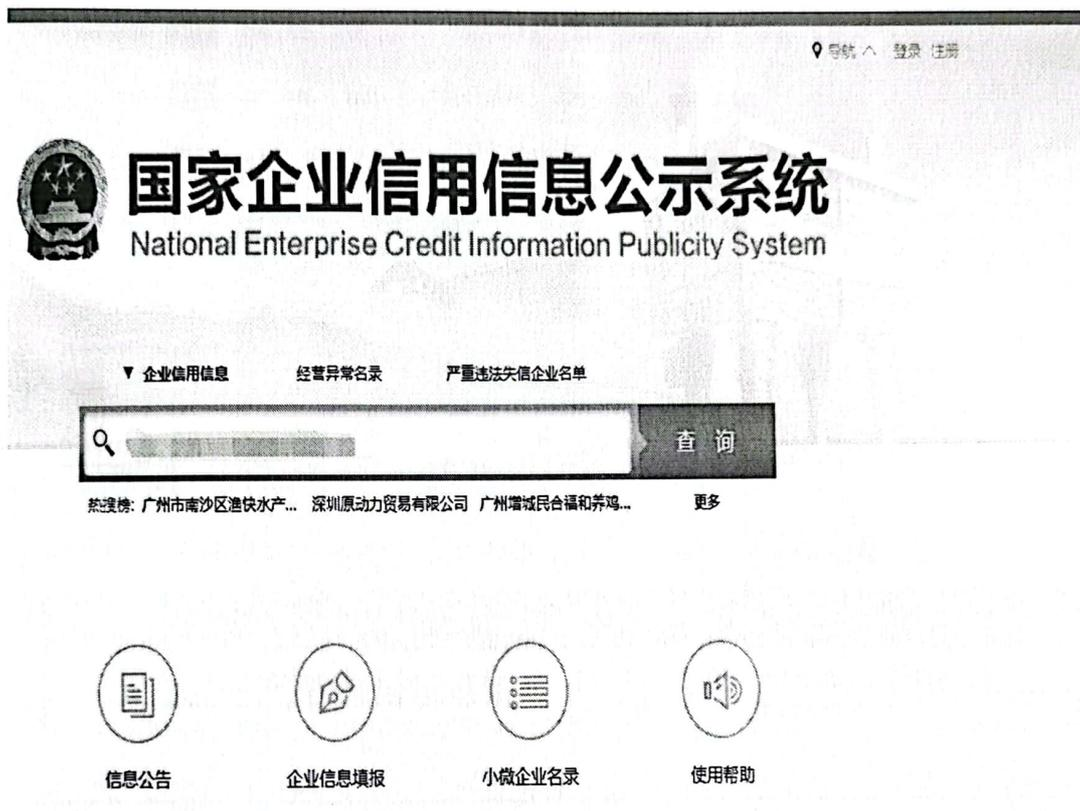 导航 登录 注册
国家企业信用信息公示系统
National Enterprise Credit Information Publicity System
企业信用信息 经营异常名录 严重违法失信企业名单
查询
热搜榜: 广州市南沙区渔快水产... 深圳原动力贸易有限公司 广州增城民合福和养鸡... 更多
信息公告 企业信息填报 小微企业名录 使用帮助